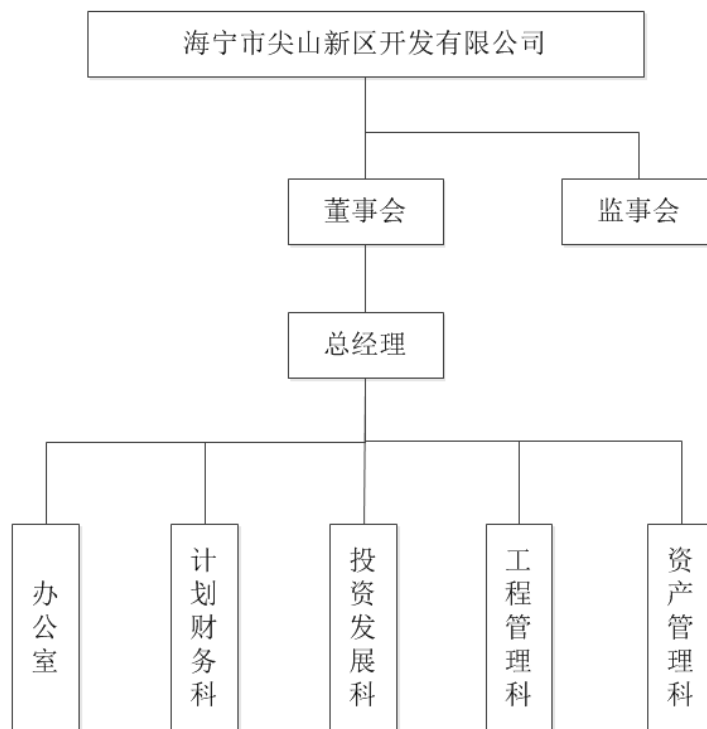 海宁市尖山新区开发有限公司
董事会
监事会
总经理
办公室
计划财务科
投资发展科
工程管理科
资产管理科